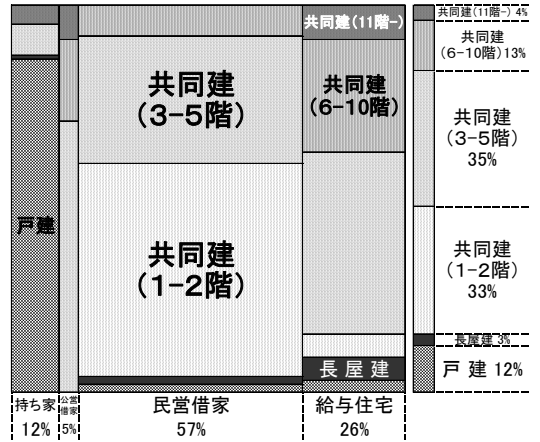 共同建(11階-)
共同建
(3-5階)
共同建
(6-10階)
戸建
共同建
(1-2階)
長屋建
共同建(11階-) 4%
共同建
(6-10階)13%
共同建
(3-5階)
35%
共同建
(1-2階)
33%
長屋建 3%
戸 建 12%
持ち家
12%
公営
借家
5%
民営借家
57%
給与住宅
26%